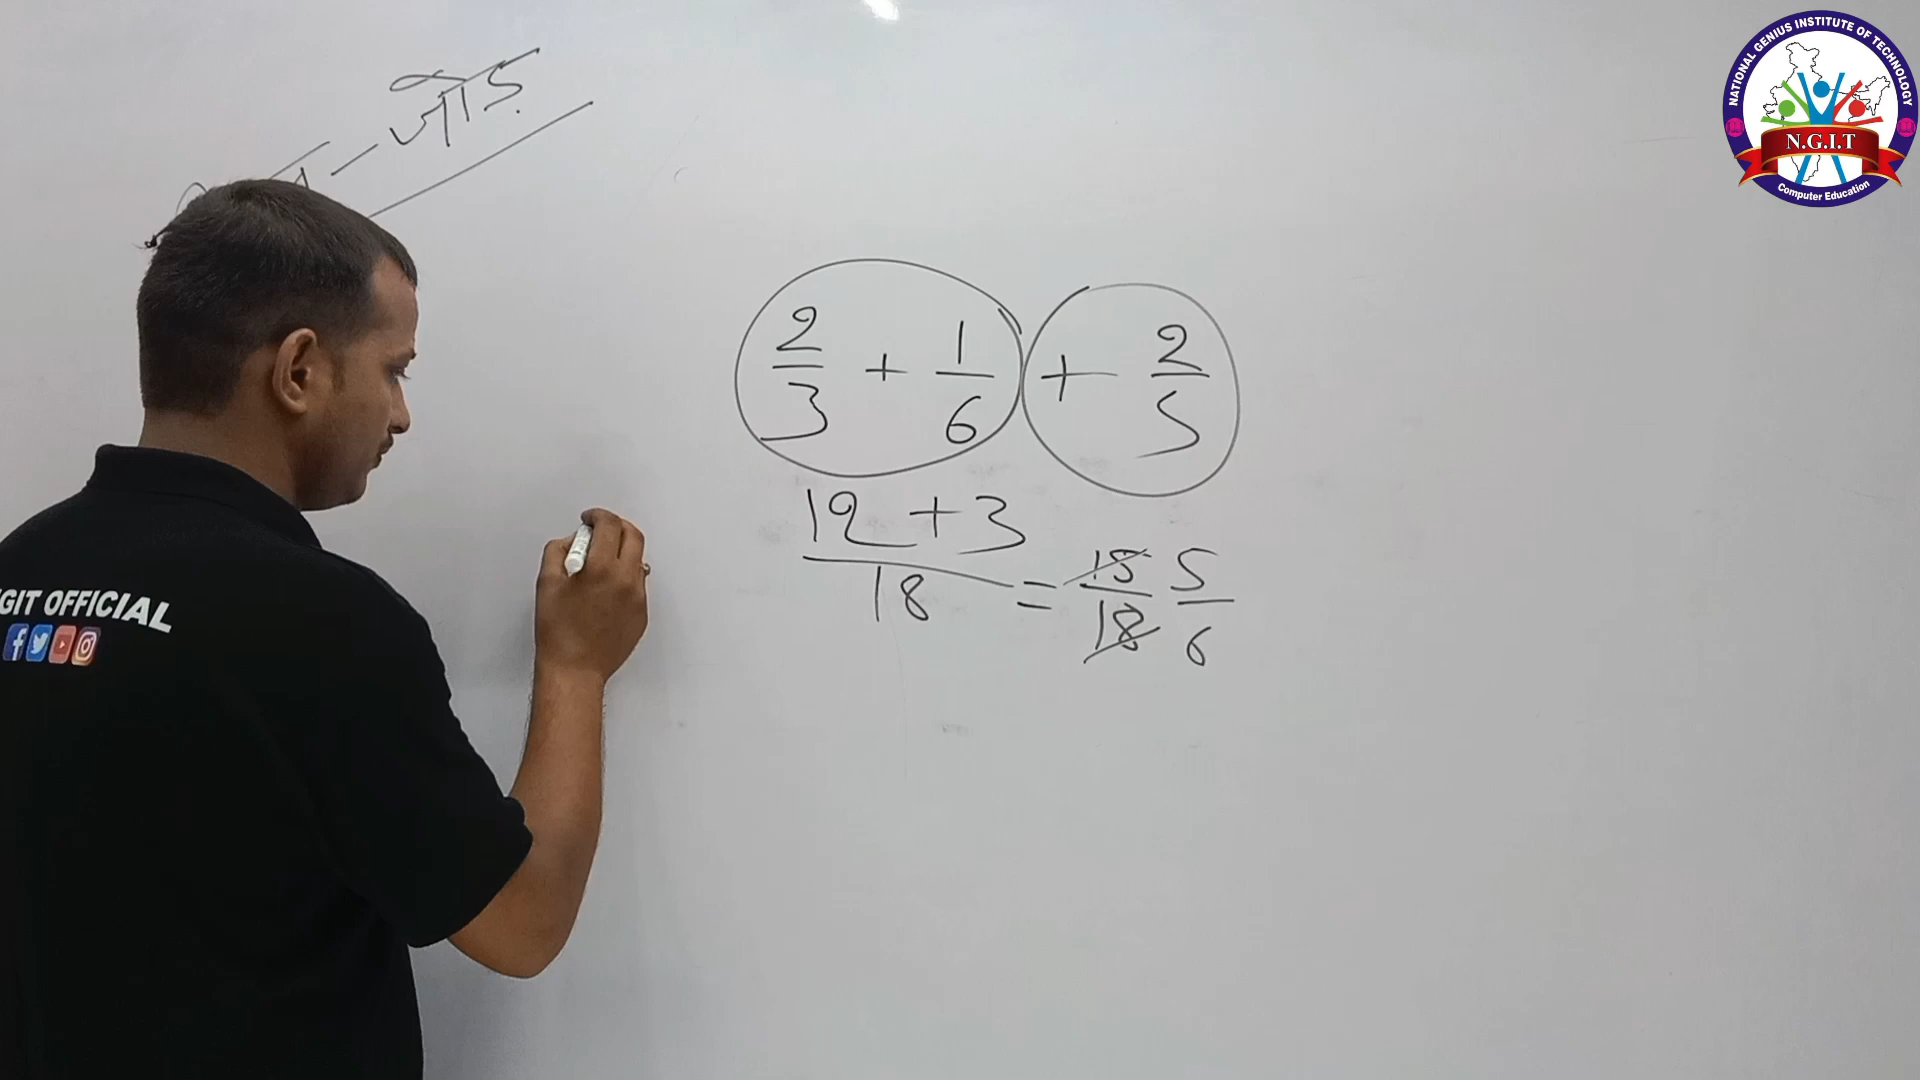 जोड़
2/3 + 1/6 + 2/5
12 + 3 / 18 = 15/18 5/6
GIT OFFICIAL
NATIONAL GENIUS INSTITUTE OF TECHNOLOGY
N.G.I.T
Computer Education